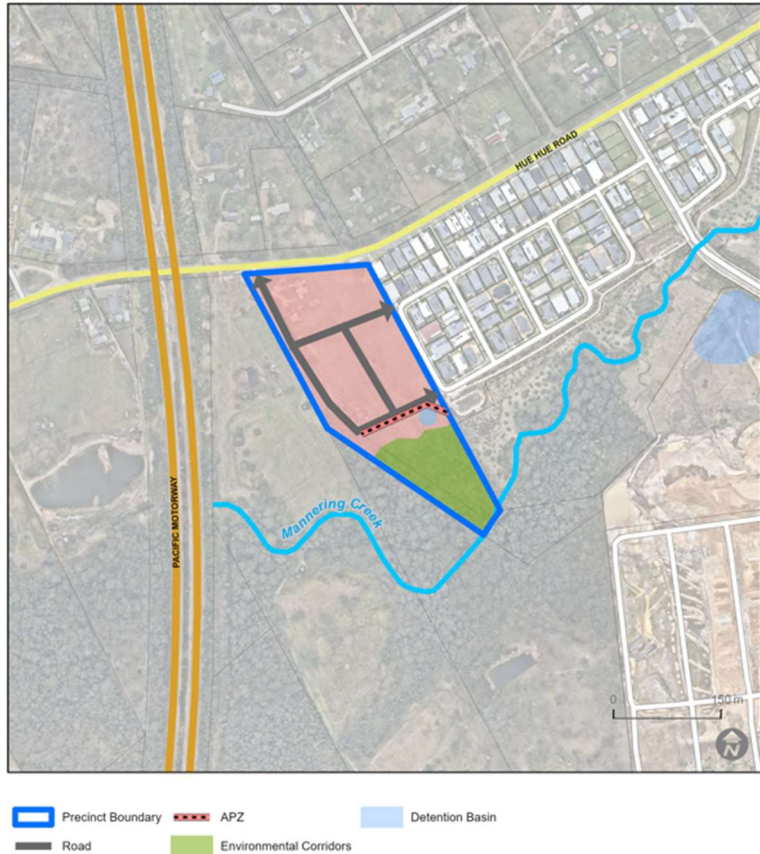 HUE HUE ROAD
PACIFIC MOTORWAY
Mannering Creek
0 150 m
N
Precinct Boundary APZ Detention Basin
Road Environmental Corridors